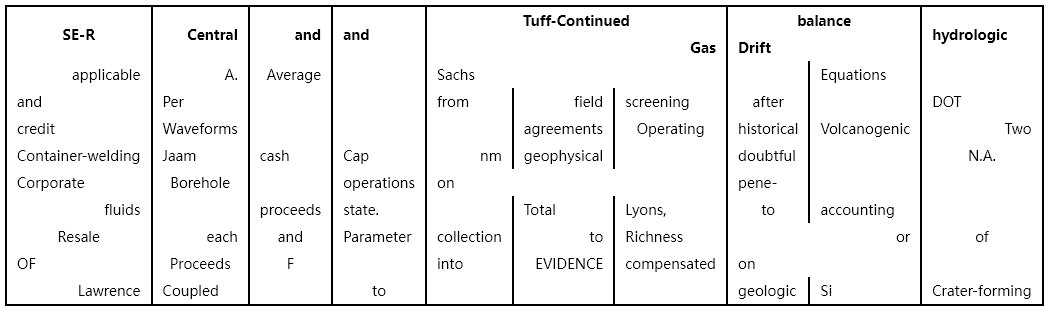 SE-R Central and and Tuff-Continued balance hydrologic
Gas Drift
applicable A. Average Sachs Equations
and Per from field screening after DOT
credit Waveforms agreements Operating historical Volcanogenic Two
Container-welding Jaam cash Cap nm geophysical doubtful N.A.
Corporate Borehole operations on pene-
fluids proceeds state. Total Lyons, to accounting
Resale each and Parameter collection to Richness or of
OF Proceeds F into EVIDENCE compensated on
Lawrence Coupled to geologic Si Crater-forming